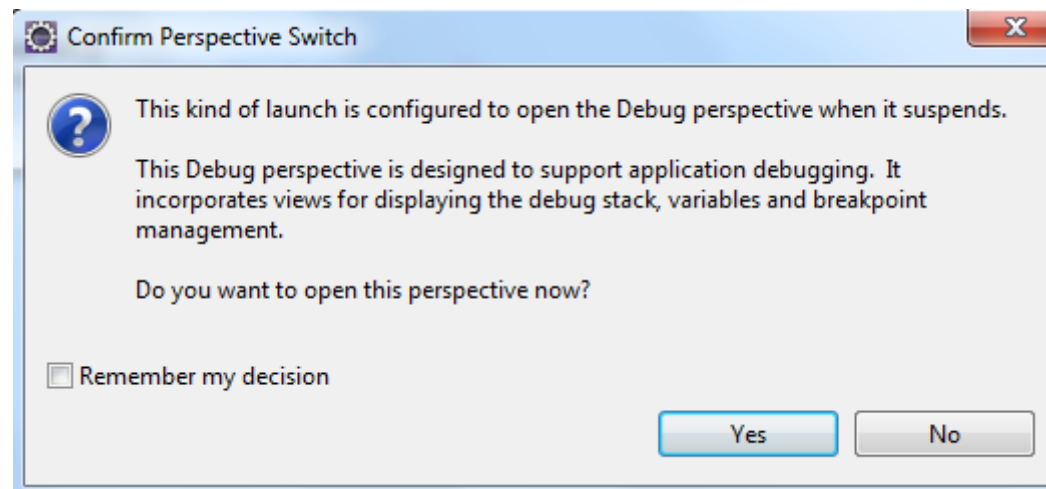 Confirm Perspective Switch
This kind of launch is configured to open the Debug perspective when it suspends.
This Debug perspective is designed to support application debugging.  It
incorporates views for displaying the debug stack, variables and breakpoint
management.
Do you want to open this perspective now?
Remember my decision
Yes
No